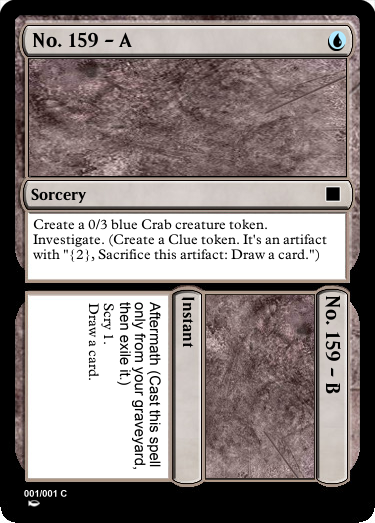 No. 159 – A
Sorcery
Create a 0/3 blue Crab creature token.
Investigate. (Create a Clue token. It's an artifact
with "{2}, Sacrifice this artifact: Draw a card.")
No. 159 – B
Instant
Aftermath (Cast this spell
only from your graveyard,
then exile it.)
Scry 1.
Draw a card.
001/001 C